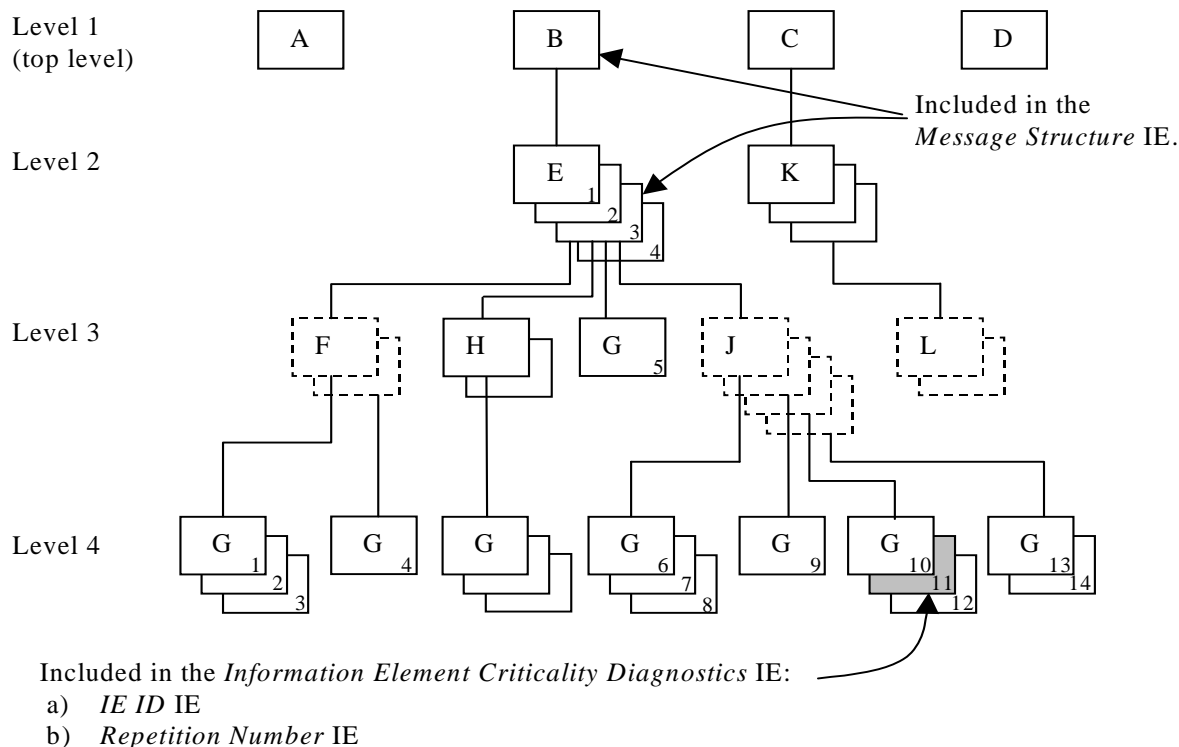 Level 1
(top level)
A
B
C
D
Included in the
Message Structure IE.
Level 2
E
1
2
3
4
K
Level 3
F
H
G
5
J
L
Level 4
G
1
2
3
G
4
G
G
6
7
8
G
9
G
10
11
12
G
13
14
Included in the Information Element Criticality Diagnostics IE:
a) IE ID IE
b) Repetition Number IE